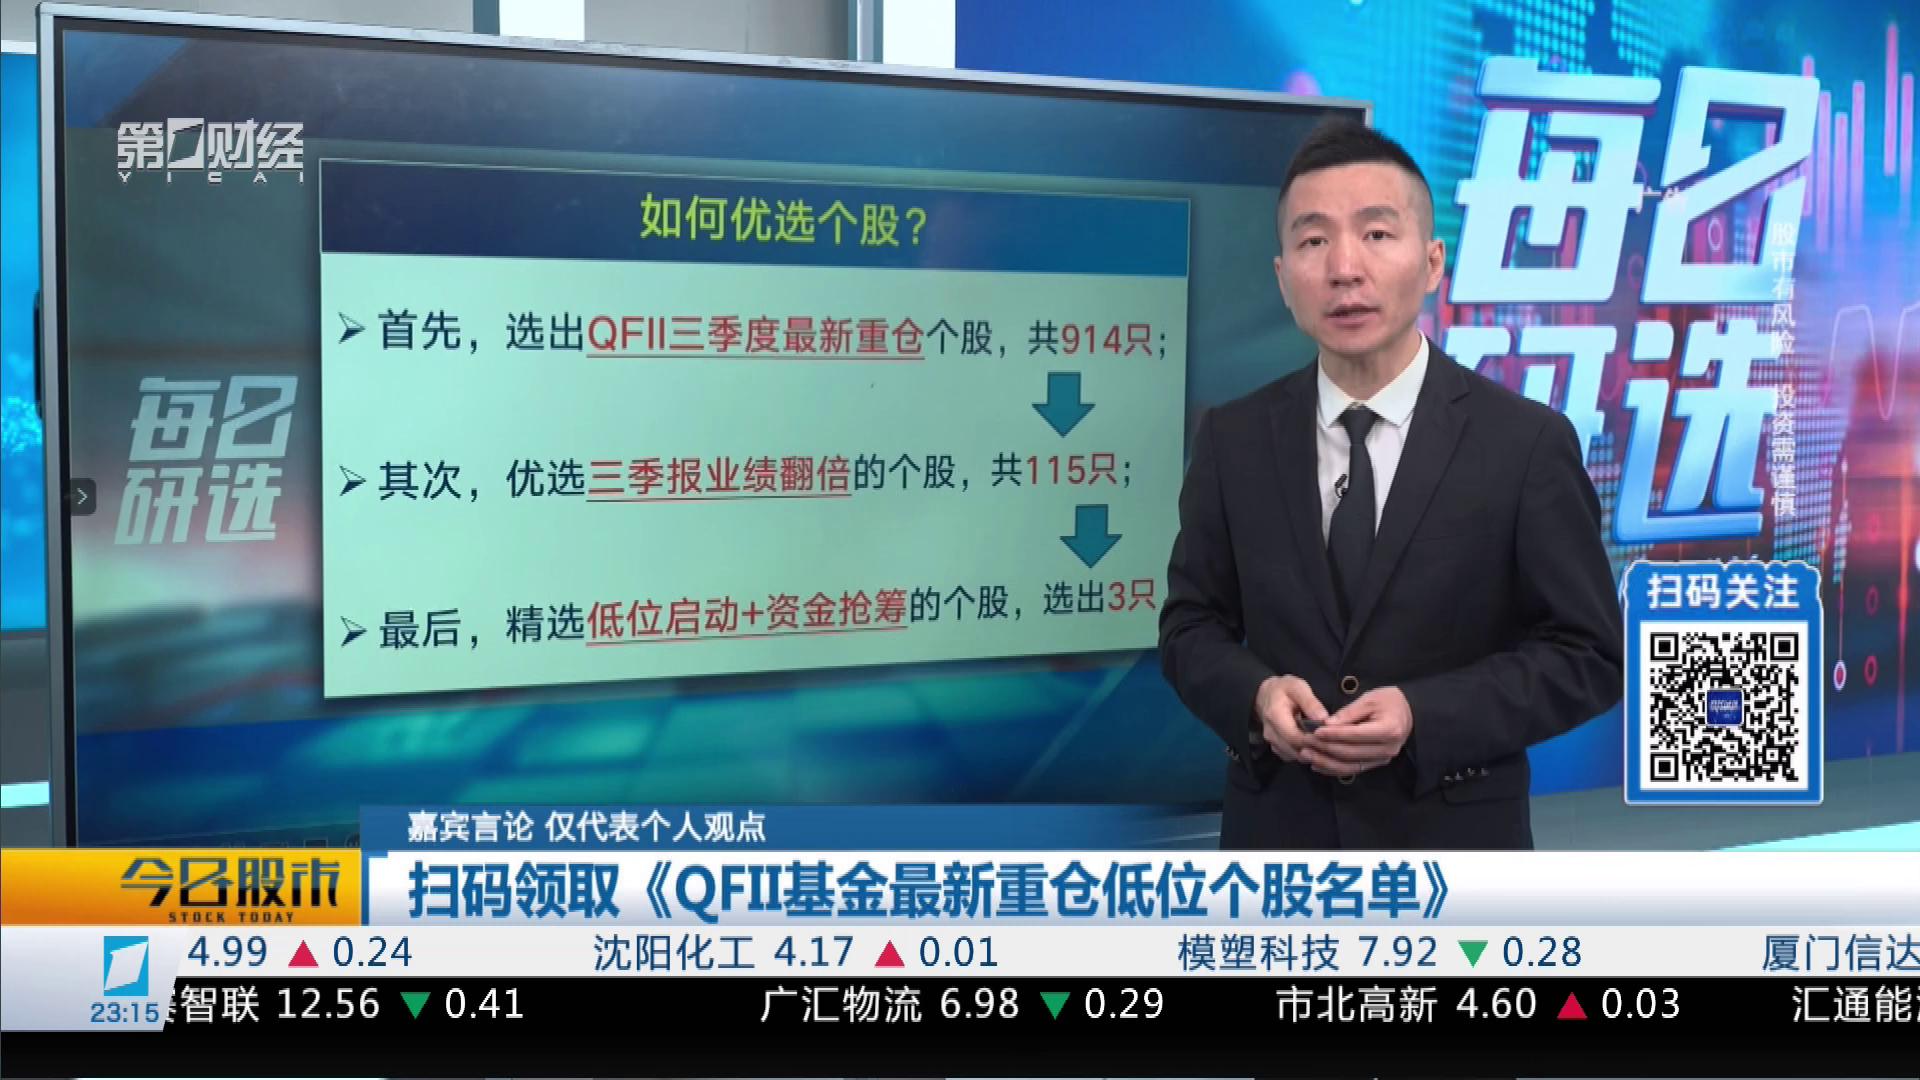 第一财经
YICAI
如何优选个股？
首先，选出QFII三季度最新重仓个股，共914只；
其次，优选三季报业绩翻倍的个股，共115只；
最后，精选低位启动+资金抢筹的个股，选出3只
每日
研选
每日
研选
广告
股市有风险 投资需谨慎
扫码关注
嘉宾言论 仅代表个人观点
今日股市
STOCK TODAY
扫码领取《QFII基金最新重仓低位个股名单》
4.99 ▲ 0.24 沈阳化工 4.17 ▲ 0.01 模塑科技 7.92 ▼ 0.28 厦门信达
23:15
智联 12.56 ▼ 0.41 广汇物流 6.98 ▼ 0.29 市北高新 4.60 ▲ 0.03 汇通能